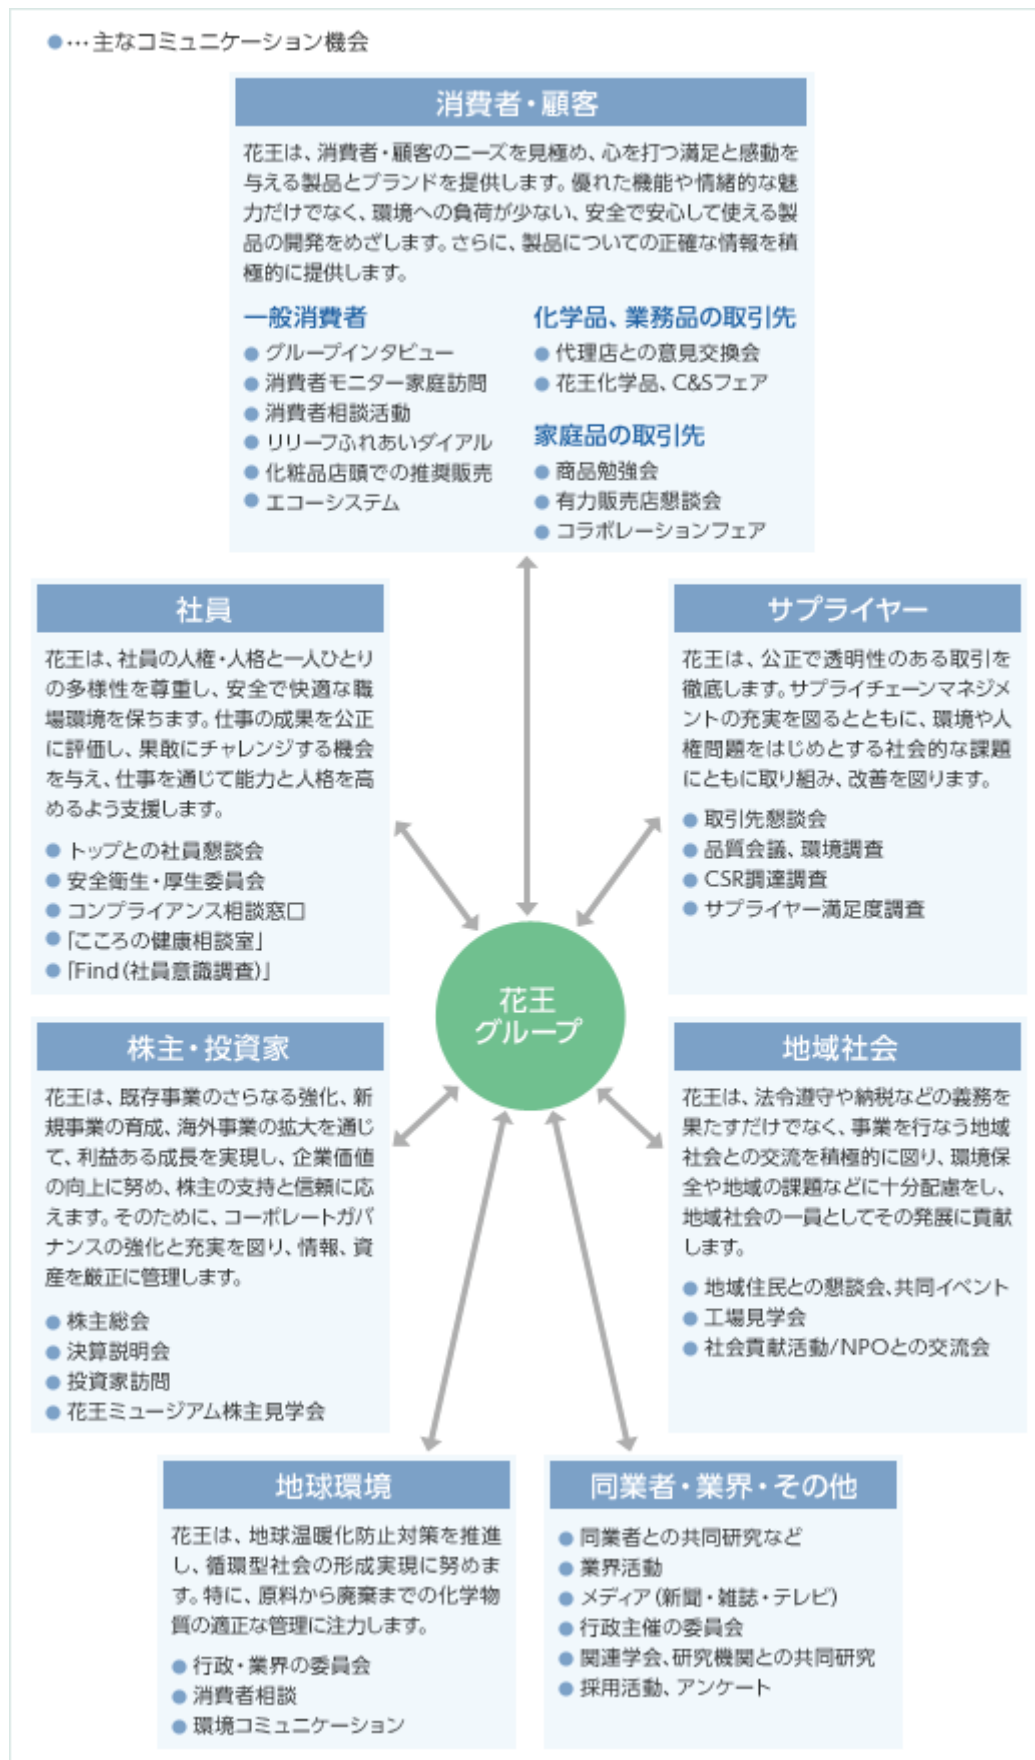 ●…主なコミュニケーション機会
消費者・顧客
花王は、消費者・顧客のニーズを見極め、心を打つ満足と感動を
与える製品とブランドを提供します。優れた機能や情緒的な魅
力だけでなく、環境への負荷が少ない、安全で安心して使える製
品の開発をめざします。さらに、製品についての正確な情報を積
極的に提供します。
一般消費者
● グループインタビュー
● 消費者モニター家庭訪問
● 消費者相談活動
● リリーフふれあいダイアル
● 化粧品店頭での推奨販売
● エコーシステム
化学品、業務品の取引先
● 代理店との意見交換会
● 花王化学品、C&Sフェア
家庭品の取引先
● 商品勉強会
● 有力販売店懇談会
● コラボレーションフェア
社員
花王は、社員の人権・人格と一人ひとり
の多様性を尊重し、安全で快適な職
場環境を保ちます。仕事の成果を公正
に評価し、果敢にチャレンジする機会
を与え、仕事を通じて能力と人格を高
めるよう支援します。
● トップとの社員懇談会
● 安全衛生・厚生委員会
● コンプライアンス相談窓口
● 「こころの健康相談室」
● 「Find(社員意識調査)」
サプライヤー
花王は、公正で透明性のある取引を
徹底します。サプライチェーンマネジメ
ントの充実を図るとともに、環境や人
権問題をはじめとする社会的な課題
にともに取り組み、改善を図ります。
● 取引先懇談会
● 品質会議、環境調査
● CSR調達調査
● サプライヤー満足度調査
花王
グループ
株主・投資家
花王は、既存事業のさらなる強化、新
規事業の育成、海外事業の拡大を通じ
て、利益ある成長を実現し、企業価値
の向上に努め、株主の支持と信頼に応
えます。そのために、コーポレートガバ
ナンスの強化と充実を図り、情報、資
産を厳正に管理します。
● 株主総会
● 決算説明会
● 投資家訪問
● 花王ミュージアム株主見学会
地域社会
花王は、法令遵守や納税などの義務を
果たすだけでなく、事業を行なう地域
社会との交流を積極的に図り、環境保
全や地域の課題などに十分配慮をし、
地域社会の一員としてその発展に貢献
します。
● 地域住民との懇談会、共同イベント
● 工場見学会
● 社会貢献活動/NPOとの交流会
地球環境
花王は、地球温暖化防止対策を推進
し、循環型社会の形成実現に努めま
す。特に、原料から廃棄までの化学物
質の適正な管理に注力します。
● 行政・業界の委員会
● 消費者相談
● 環境コミュニケーション
同業者・業界・その他
● 同業者との共同研究など
● 業界活動
● メディア(新聞・雑誌・テレビ)
● 行政主催の委員会
● 関連学会、研究機関との共同研究
● 採用活動、アンケート